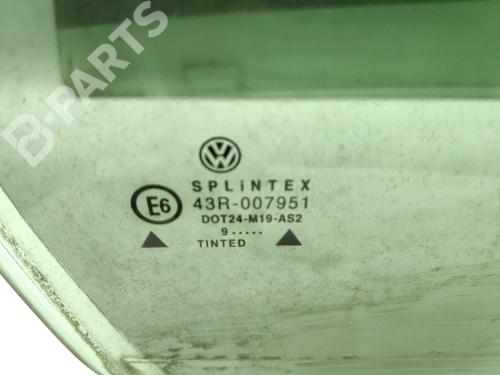 B-PARTS
SPLiNTEX
E6 43R-007951
DOT24-M19-AS2
9·····
TINTED